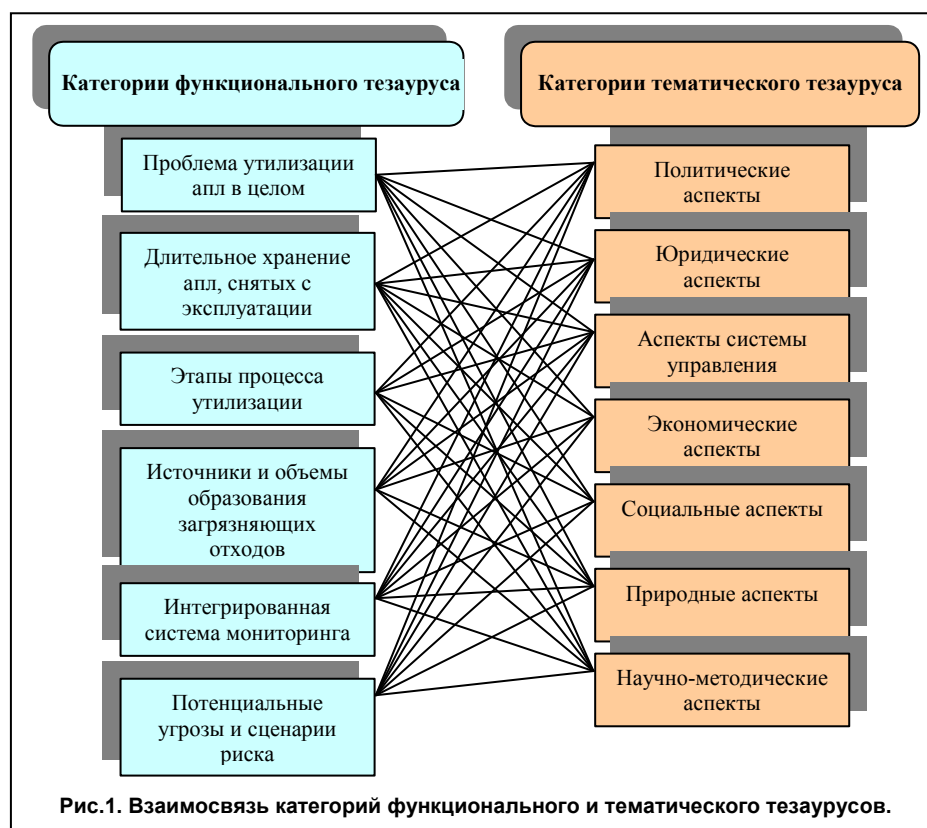 Категории функционального тезауруса
Категории тематического тезауруса
Проблема утилизации
апл в целом
Длительное хранение
апл, снятых с
эксплуатации
Этапы процесса
утилизации
Источники и объемы
образования
загрязняющих
отходов
Интегрированная
система мониторинга
Потенциальные
угрозы и сценарии
риска
Политические
аспекты
Юридические
аспекты
Аспекты системы
управления
Экономические
аспекты
Социальные аспекты
Природные аспекты
Научно-методические
аспекты
Рис.1. Взаимосвязь категорий функционального и тематического тезаурусов.